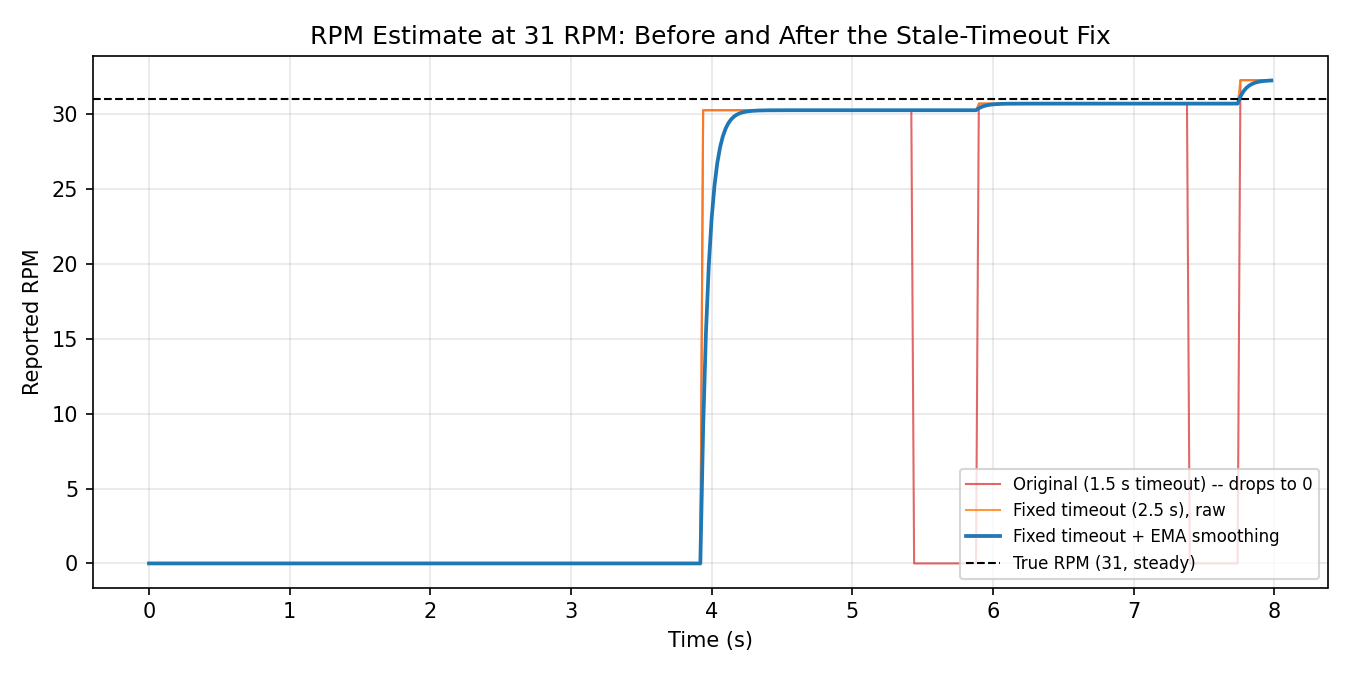 RPM Estimate at 31 RPM: Before and After the Stale-Timeout Fix
Reported RPM
30
25
20
15
10
5
0
Original (1.5 s timeout) -- drops to 0
Fixed timeout (2.5 s), raw
Fixed timeout + EMA smoothing
True RPM (31, steady)
0 1 2 3 4 5 6 7 8
Time (s)